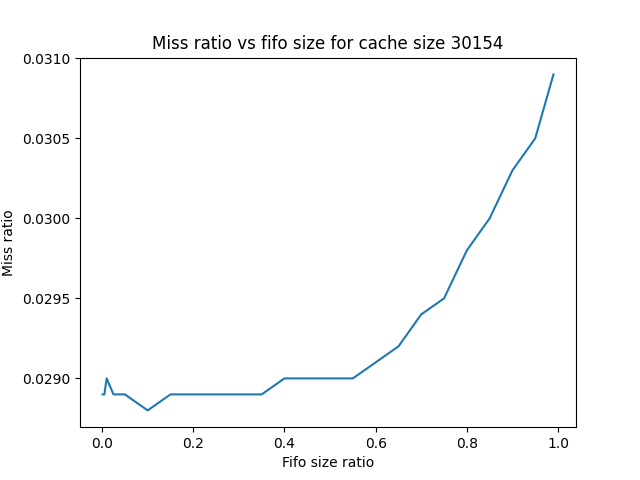 Miss ratio vs fifo size for cache size 30154
0.0310
0.0305
0.0300
0.0295
0.0290
Miss ratio
0.0 0.2 0.4 0.6 0.8 1.0
Fifo size ratio